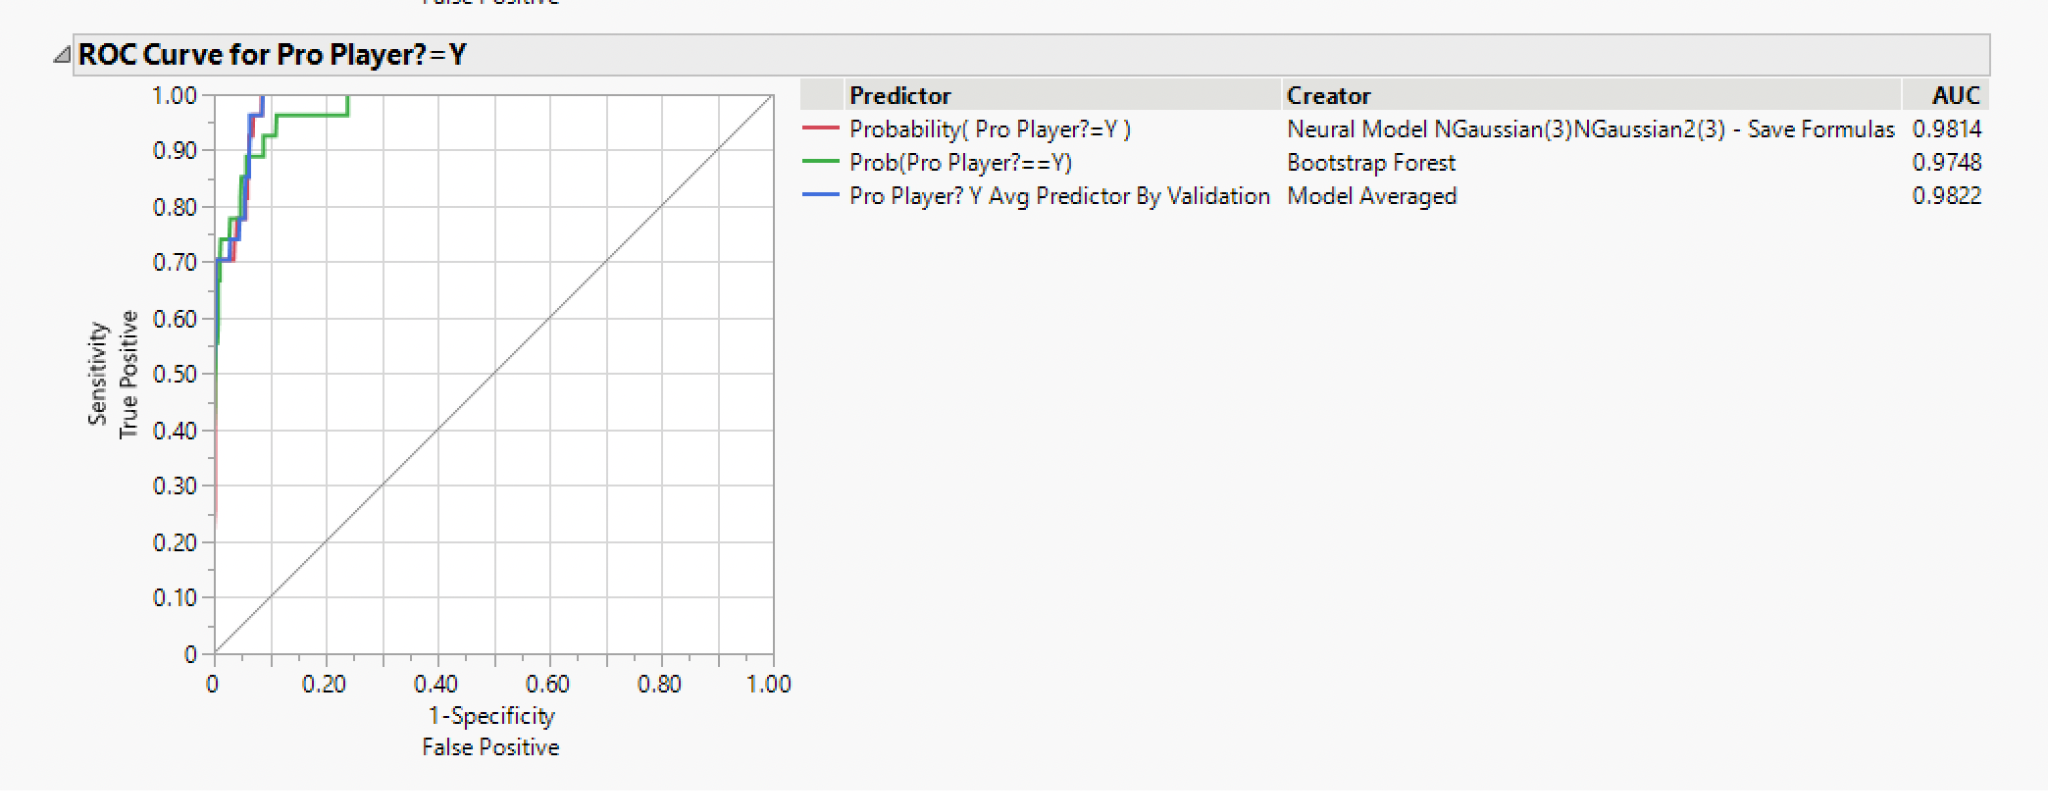 False Positive
ROC Curve for Pro Player?=Y
Predictor Creator AUC
Probability( Pro Player?=Y ) Neural Model NGaussian(3)NGaussian2(3) - Save Formulas 0.9814
Prob(Pro Player?==Y) Bootstrap Forest 0.9748
Pro Player? Y Avg Predictor By Validation Model Averaged 0.9822
Sensitivity
True Positive
1.00
0.90
0.80
0.70
0.60
0.50
0.40
0.30
0.20
0.10
0
0 0.20 0.40 0.60 0.80 1.00
1-Specificity
False Positive